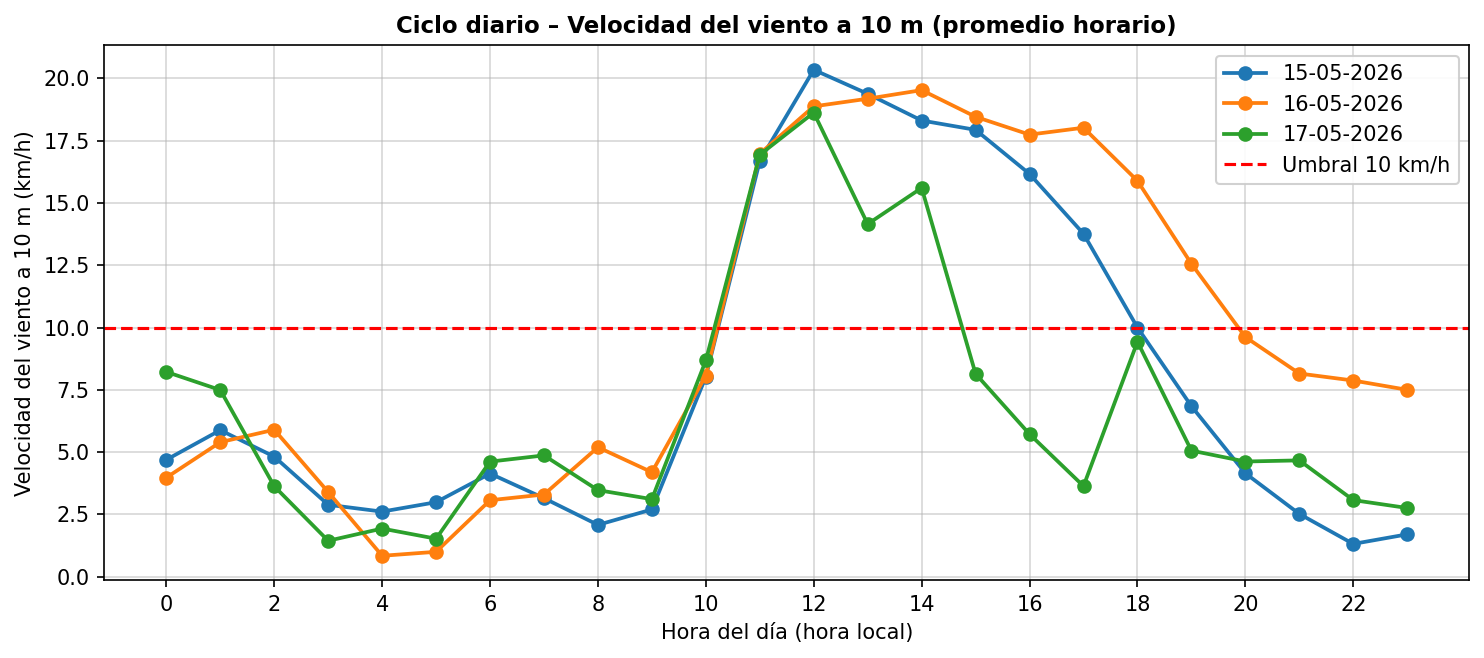 Ciclo diario – Velocidad del viento a 10 m (promedio horario)
Velocidad del viento a 10 m (km/h)
20.0
17.5
15.0
12.5
10.0
7.5
5.0
2.5
0.0
15-05-2026
16-05-2026
17-05-2026
Umbral 10 km/h
0 2 4 6 8 10 12 14 16 18 20 22
Hora del día (hora local)